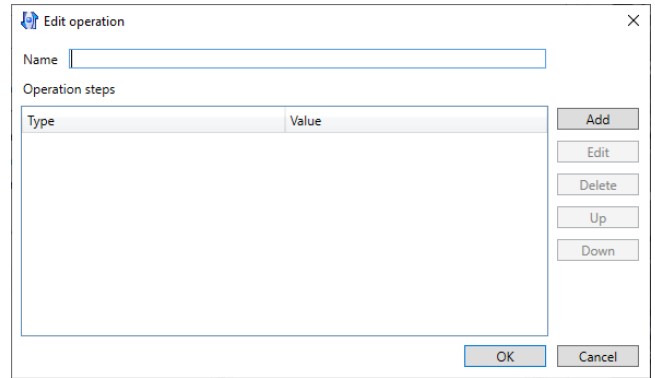 Edit operation
Name
Operation steps
Type Value
Add
Edit
Delete
Up
Down
OK Cancel